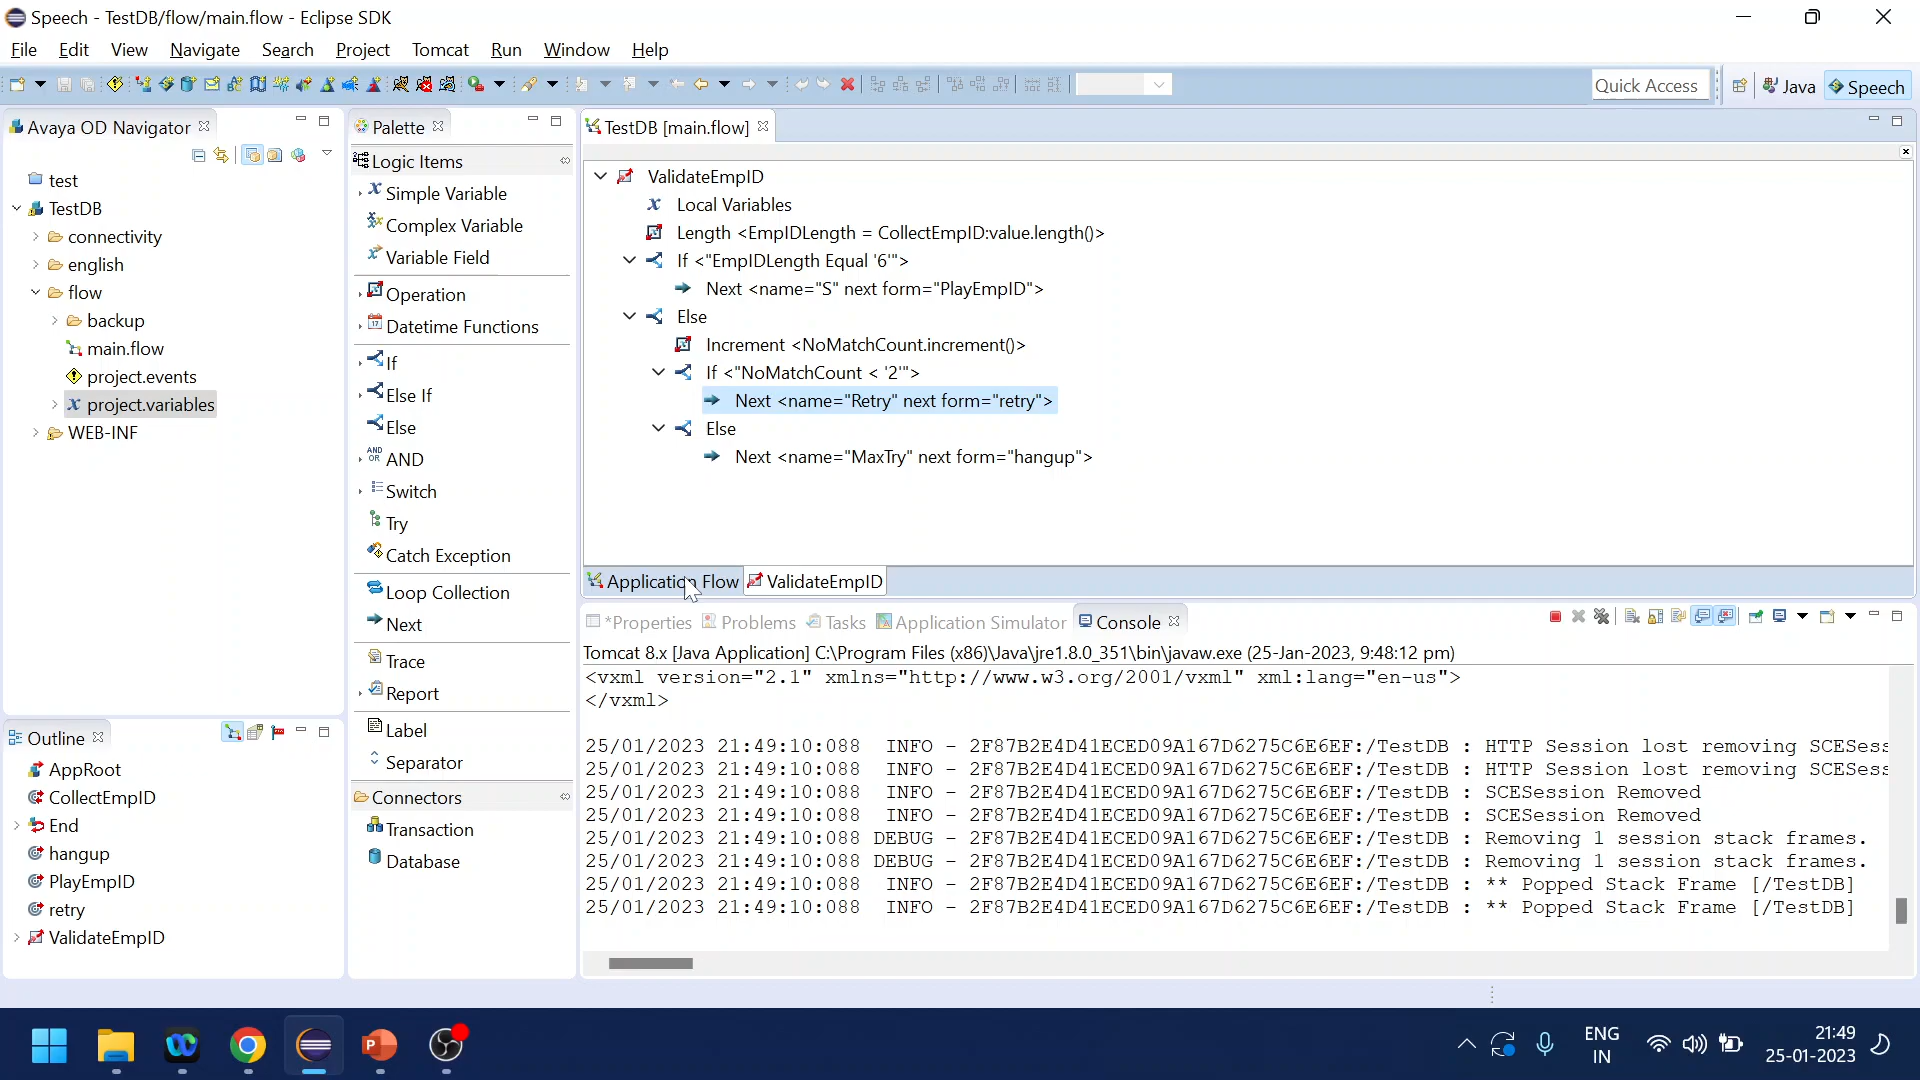 Speech - TestDB/flow/main.flow - Eclipse SDK
File Edit View Navigate Search Project Tomcat Run Window Help
Quick Access Java Speech
Avaya OD Navigator
test
TestDB
connectivity
english
flow
backup
main.flow
project.events
project.variables
WEB-INF
Outline
AppRoot
CollectEmpID
End
hangup
PlayEmpID
retry
ValidateEmpID
Palette
Logic Items
Simple Variable
Complex Variable
Variable Field
Operation
Datetime Functions
If
Else If
Else
AND
Switch
Try
Catch Exception
Loop Collection
Next
Trace
Report
Label
Separator
Connectors
Transaction
Database
TestDB [main.flow]
ValidateEmpID
Local Variables
Length <EmpIDLength = CollectEmpID:value.length()>
If <"EmpIDLength Equal '6'">
Next <name="S" next form="PlayEmpID">
Else
Increment <NoMatchCount.increment()>
If <"NoMatchCount < '2'">
Next <name="Retry" next form="retry">
Else
Next <name="MaxTry" next form="hangup">
Application Flow ValidateEmpID
*Properties Problems Tasks Application Simulator Console
Tomcat 8.x [Java Application] C:\Program Files (x86)\Java\jre1.8.0_351\bin\javaw.exe (25-Jan-2023, 9:48:12 pm)
<vxml version="2.1" xmlns="http://www.w3.org/2001/vxml" xml:lang="en-us">
</vxml>
25/01/2023 21:49:10:088 INFO - 2F87B2E4D41ECED09A167D6275C6E6EF:/TestDB : HTTP Session lost removing SCESess
25/01/2023 21:49:10:088 INFO - 2F87B2E4D41ECED09A167D6275C6E6EF:/TestDB : HTTP Session lost removing SCESess
25/01/2023 21:49:10:088 INFO - 2F87B2E4D41ECED09A167D6275C6E6EF:/TestDB : SCESession Removed
25/01/2023 21:49:10:088 INFO - 2F87B2E4D41ECED09A167D6275C6E6EF:/TestDB : SCESession Removed
25/01/2023 21:49:10:088 DEBUG - 2F87B2E4D41ECED09A167D6275C6E6EF:/TestDB : Removing 1 session stack frames.
25/01/2023 21:49:10:088 DEBUG - 2F87B2E4D41ECED09A167D6275C6E6EF:/TestDB : Removing 1 session stack frames.
25/01/2023 21:49:10:088 INFO - 2F87B2E4D41ECED09A167D6275C6E6EF:/TestDB : ** Popped Stack Frame [/TestDB]
25/01/2023 21:49:10:088 INFO - 2F87B2E4D41ECED09A167D6275C6E6EF:/TestDB : ** Popped Stack Frame [/TestDB]
ENG
IN
21:49
25-01-2023